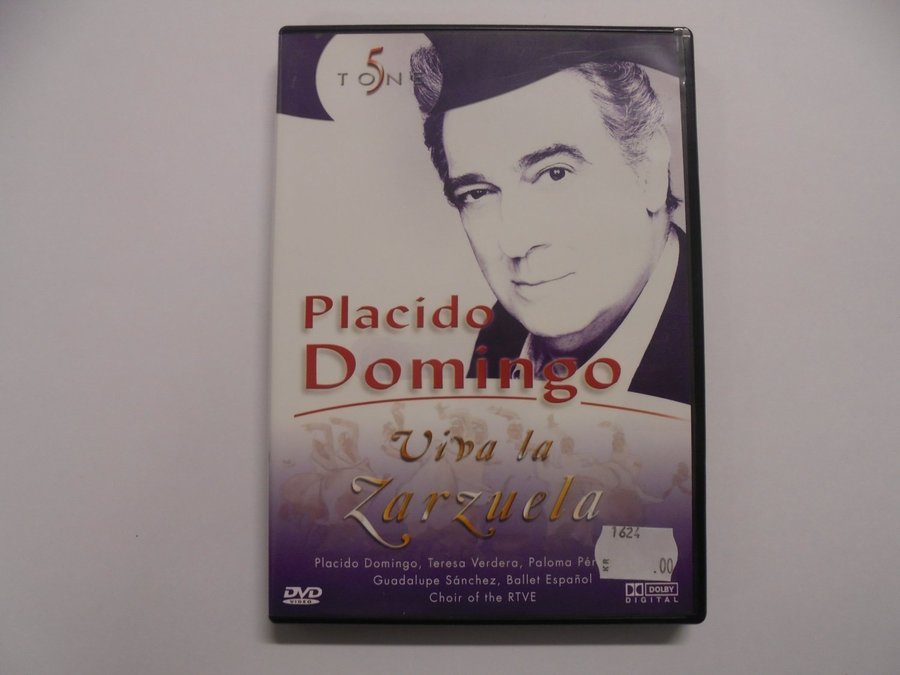 5
TONE
Placido
Domingo
Viva la
Zarzuela
1624
KR .00
Placido Domingo, Teresa Verdera, Paloma
Guadalupe Sánchez, Ballet Español
Choir of the RTVE
DVD
VIDEO
DOLBY
DIGITAL